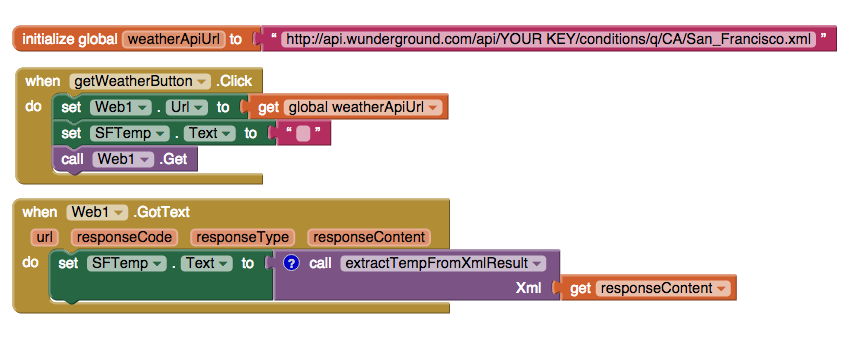 initialize global weatherApiUrl to " http://api.wunderground.com/api/YOUR KEY/conditions/q/CA/San_Francisco.xml "
when getWeatherButton .Click
do set Web1 . Url to get global weatherApiUrl
set SFTemp . Text to " "
call Web1 .Get
when Web1 .GotText
url responseCode responseType responseContent
do set SFTemp . Text to ? call extractTempFromXmlResult
Xml get responseContent